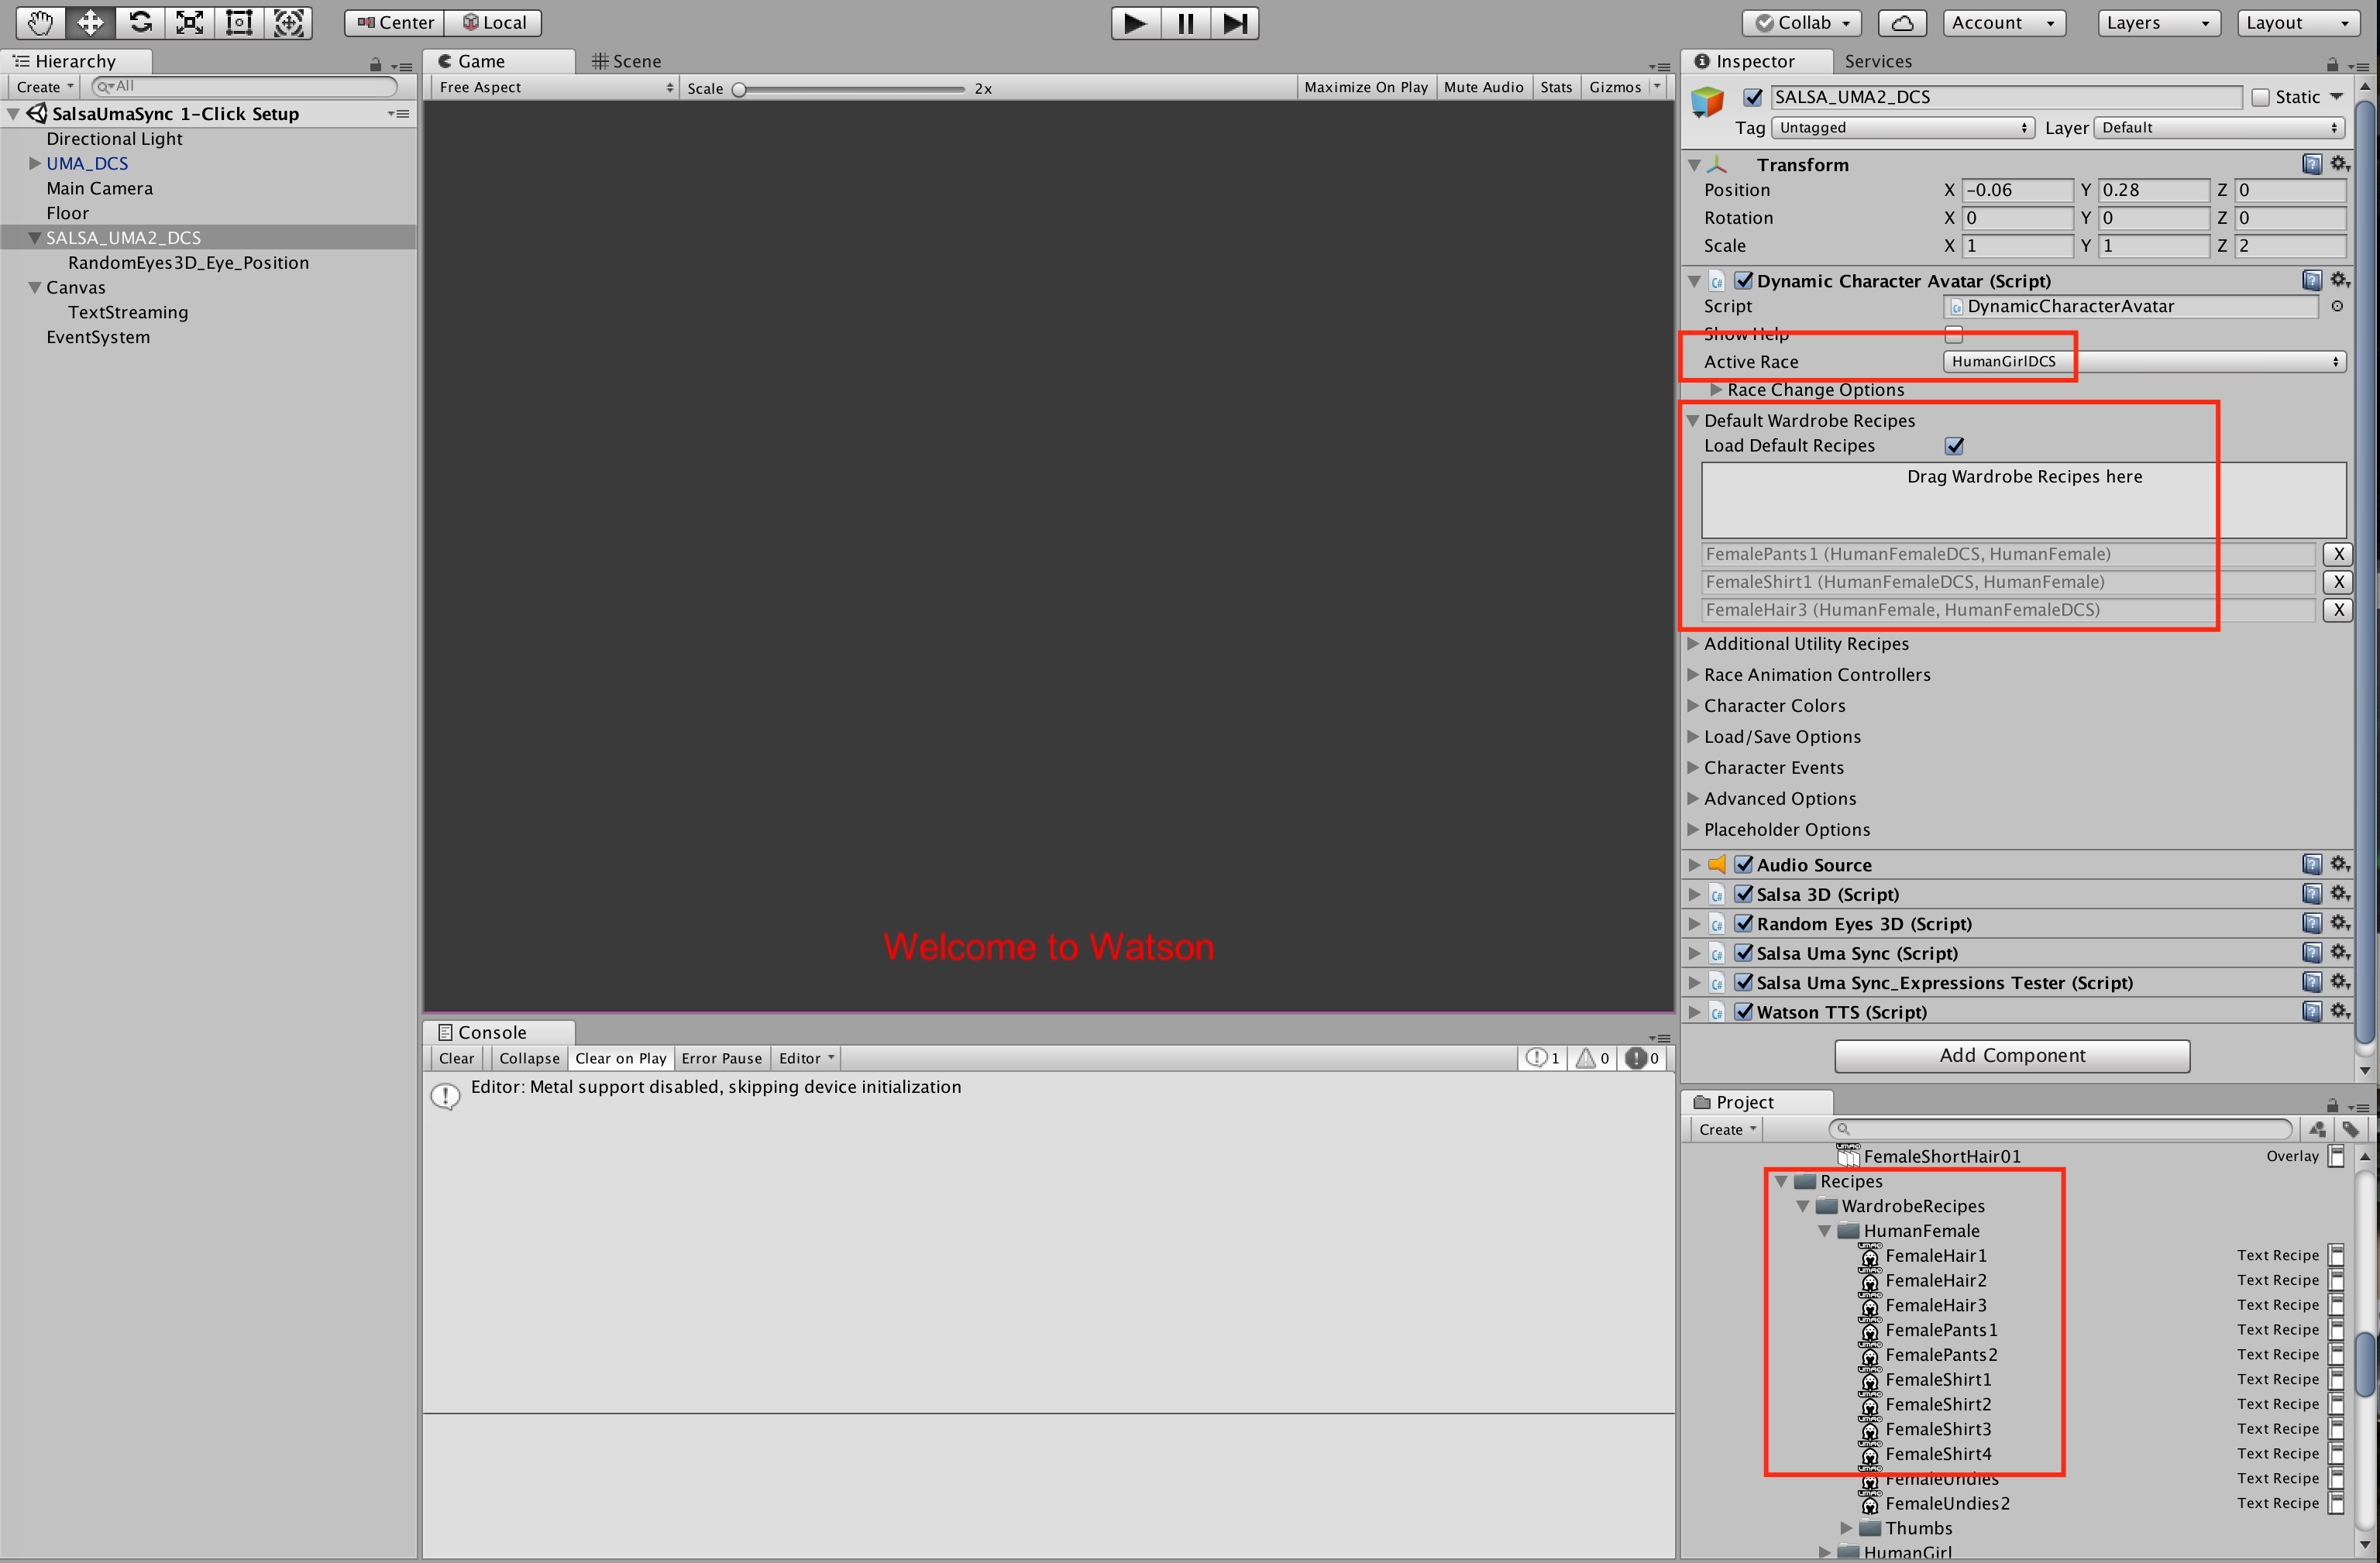 Center Local Collab Account Layers Layout
Hierarchy
Create All
SalsaUmaSync 1-Click Setup
Directional Light
UMA_DCS
Main Camera
Floor
SALSA_UMA2_DCS
RandomEyes3D_Eye_Position
Canvas
TextStreaming
EventSystem
Game Scene
Free Aspect Scale 2x Maximize On Play Mute Audio Stats Gizmos
Welcome to Watson
Console
Clear Collapse Clear on Play Error Pause Editor 1 0 0
Editor: Metal support disabled, skipping device initialization
Inspector Services
SALSA_UMA2_DCS Static
Tag Untagged Layer Default
Transform
Position X -0.06 Y 0.28 Z 0
Rotation X 0 Y 0 Z 0
Scale X 1 Y 1 Z 2
Dynamic Character Avatar (Script)
Script DynamicCharacterAvatar
Show Help
Active Race HumanGirlDCS
Race Change Options
Default Wardrobe Recipes
Load Default Recipes
Drag Wardrobe Recipes here
FemalePants1 (HumanFemaleDCS, HumanFemale) X
FemaleShirt1 (HumanFemaleDCS, HumanFemale) X
FemaleHair3 (HumanFemale, HumanFemaleDCS) X
Additional Utility Recipes
Race Animation Controllers
Character Colors
Load/Save Options
Character Events
Advanced Options
Placeholder Options
Audio Source
Salsa 3D (Script)
Random Eyes 3D (Script)
Salsa Uma Sync (Script)
Salsa Uma Sync_Expressions Tester (Script)
Watson TTS (Script)
Add Component
Project
Create
FemaleShortHair01 Overlay
Recipes
WardrobeRecipes
HumanFemale
FemaleHair1 Text Recipe
FemaleHair2 Text Recipe
FemaleHair3 Text Recipe
FemalePants1 Text Recipe
FemalePants2 Text Recipe
FemaleShirt1 Text Recipe
FemaleShirt2 Text Recipe
FemaleShirt3 Text Recipe
FemaleShirt4 Text Recipe
FemaleUndies Text Recipe
FemaleUndies2 Text Recipe
Thumbs
HumanGirl